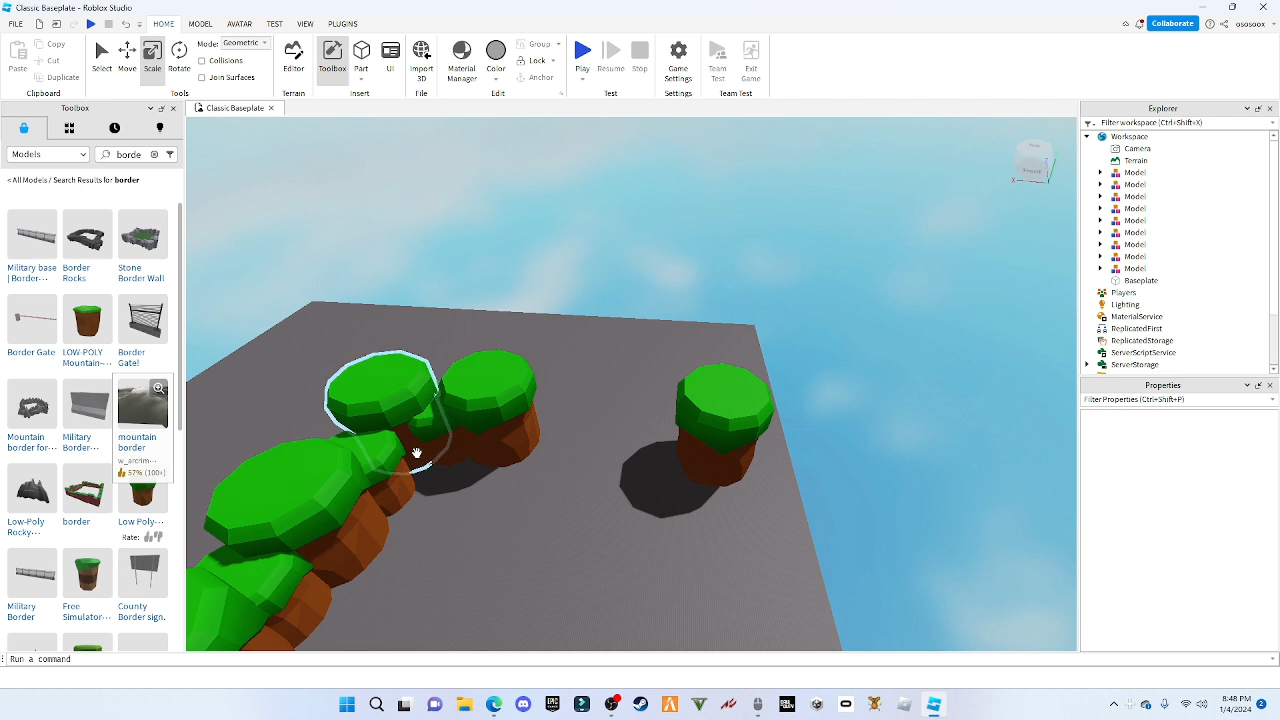 Classic Baseplate - Roblox Studio
FILE
HOME
MODEL
AVATAR
TEST
VIEW
PLUGINS
Collaborate
ososoox
Paste
Copy
Cut
Duplicate
Clipboard
Select
Move
Scale
Rotate
Mode: Geometric
Collisions
Join Surfaces
Tools
Editor
Terrain
Toolbox
Part
UI
Insert
Import
3D
File
Material
Manager
Color
Group
Lock
Anchor
Edit
Play
Resume
Stop
Test
Game
Settings
Settings
Team
Test
Exit
Game
Team Test
Toolbox
Classic Baseplate
Models
borde
< All Models / Search Results for border
Military base
| Border-···
Border
Rocks
Stone
Border Wall
Border Gate
LOW-POLY
Mountain-···
Border
Gate!
Mountain
border for···
Military
Border-···
mountain
border
w_arcrim···
57% (100+)
Low-Poly
Rocky···
border
Low Poly···
Rate:
Military
Border
Free
Simulator···
County
Border sign.
Explorer
Filter workspace (Ctrl+Shift+X)
Workspace
Camera
Terrain
Model
Model
Model
Model
Model
Model
Model
Model
Model
Baseplate
Players
Lighting
MaterialService
ReplicatedFirst
ReplicatedStorage
ServerScriptService
ServerStorage
Properties
Filter Properties (Ctrl+Shift+P)
X
Run a command
8:48 PM
1/4/2024